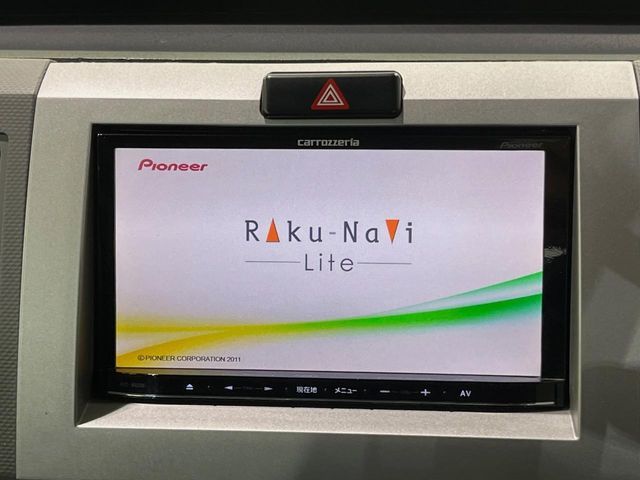 carrozzeria
Pioneer
Pioneer
Raku-Navi
Lite
©PIONEER CORPORATION 2011
現在地 メニュー − + AV